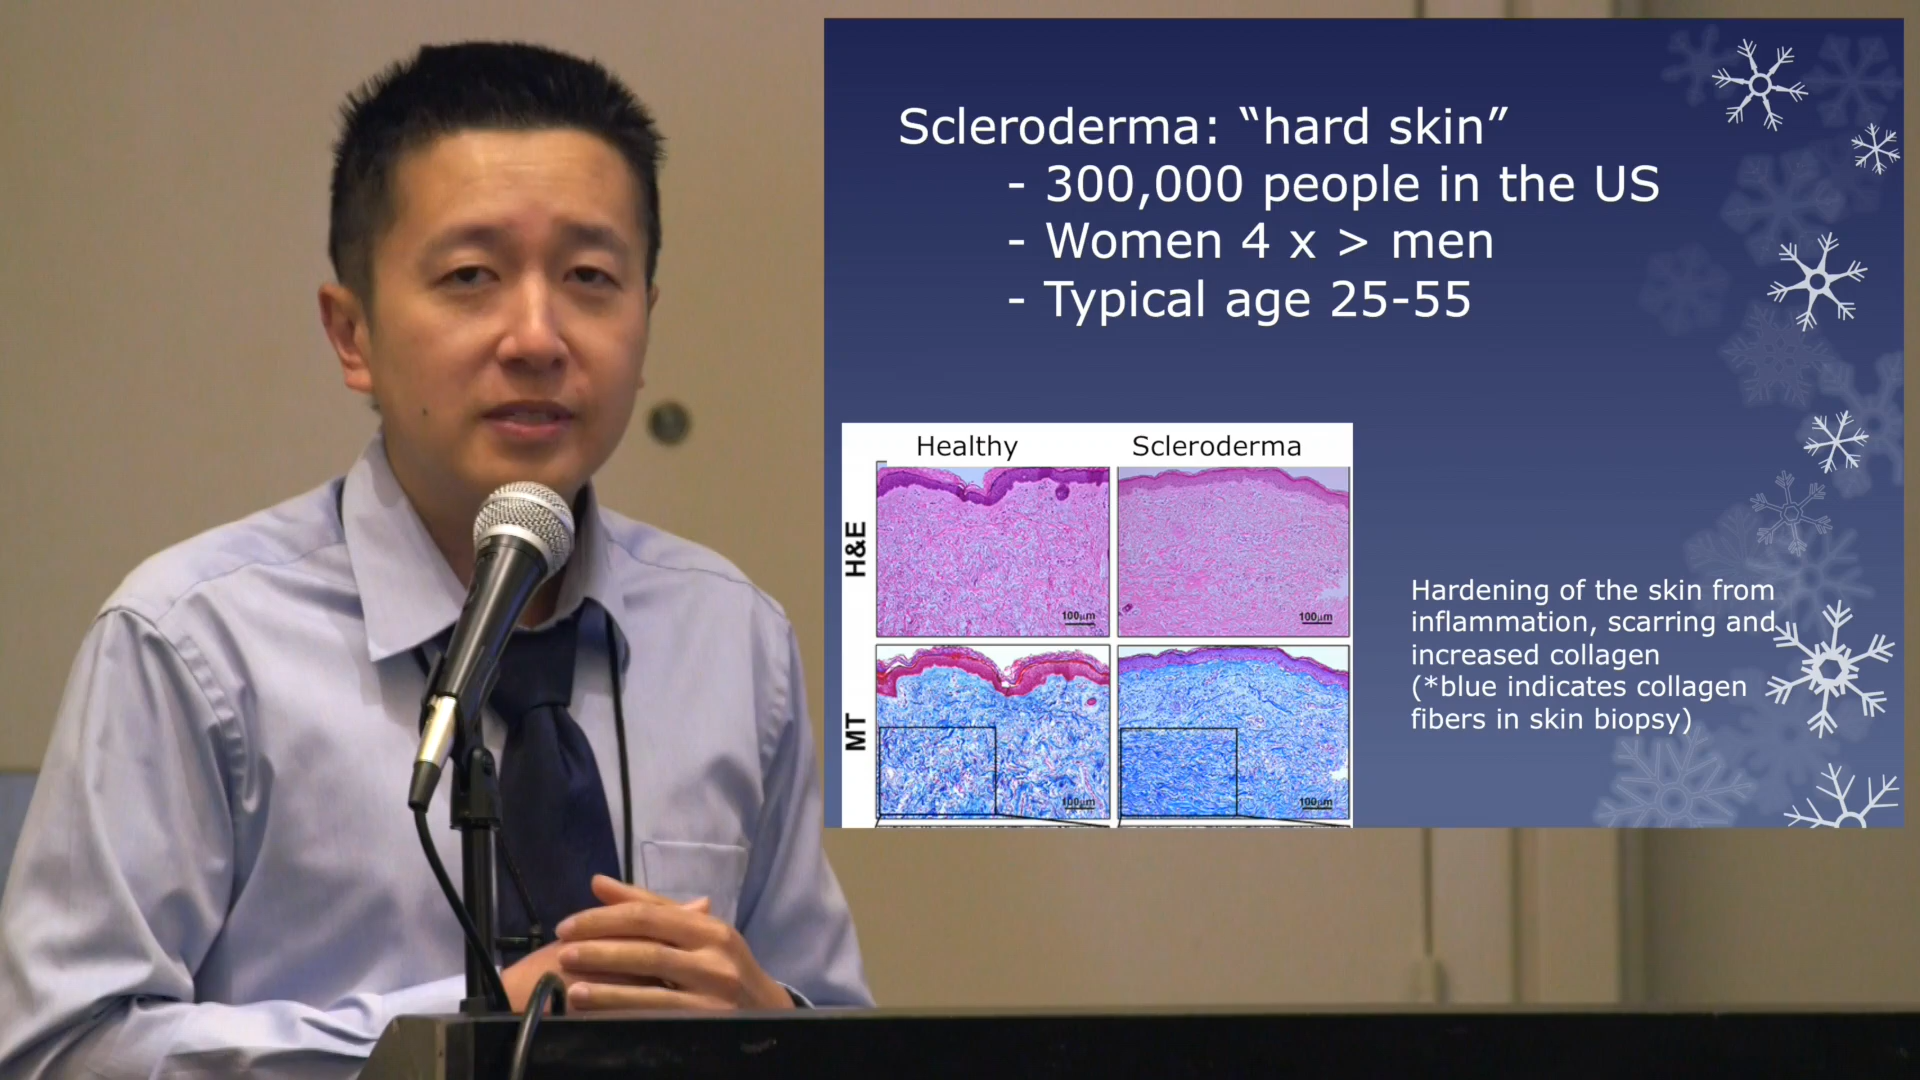 Scleroderma: “hard skin”
- 300,000 people in the US
- Women 4 x > men
- Typical age 25-55
Healthy
Scleroderma
H&E
100μm
100μm
MT
100μm
100μm
Hardening of the skin from
inflammation, scarring and
increased collagen
(*blue indicates collagen
fibers in skin biopsy)